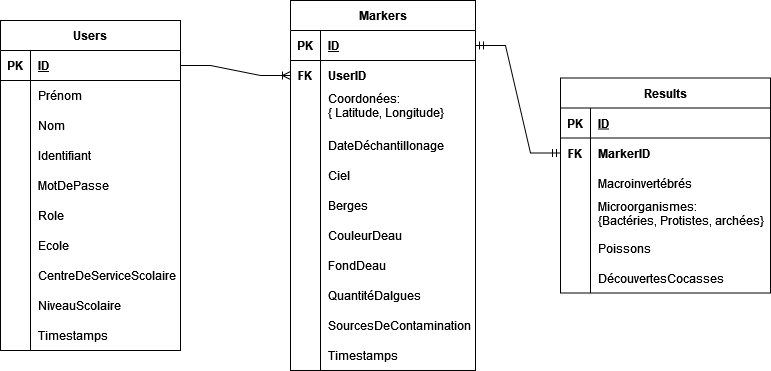 Users
PK ID
Prénom
Nom
Identifiant
MotDePasse
Role
Ecole
CentreDeServiceScolaire
NiveauScolaire
Timestamps
Markers
PK ID
FK UserID
Coordonées:
{ Latitude, Longitude}
DateDéchantillonage
Ciel
Berges
CouleurDeau
FondDeau
QuantitéDalgues
SourcesDeContamination
Timestamps
Results
PK ID
FK MarkerID
Macroinvertébrés
Microorganismes:
{Bactéries, Protistes, archées}
Poissons
DécouvertesCocasses